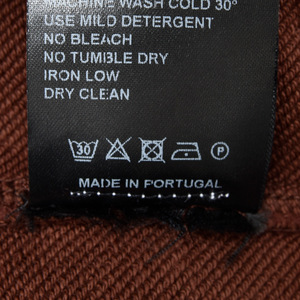 MACHINE WASH COLD 30°
USE MILD DETERGENT
NO BLEACH
NO TUMBLE DRY
IRON LOW
DRY CLEAN
30 P
MADE IN PORTUGAL